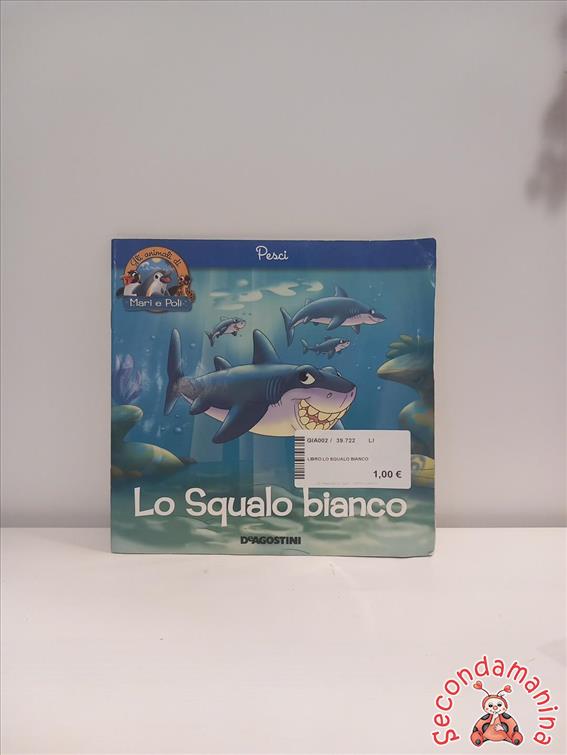 Pesci
Gli animali di
Mari e Poli
GIA002 / 39.722 LI
LIBRO LO SQUALO BIANCO
1,00 €
Lo Squalo bianco
DEAGOSTINI
Secondamanina